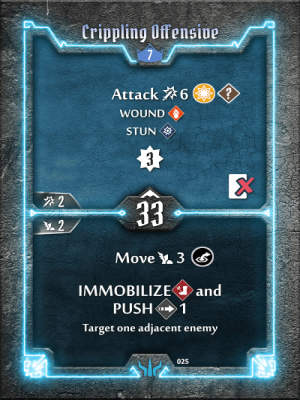 Crippling Offensive
7
Attack 6 ?
WOUND
STUN
3
2
33
2
Move 3
IMMOBILIZE and
PUSH 1
Target one adjacent enemy
025